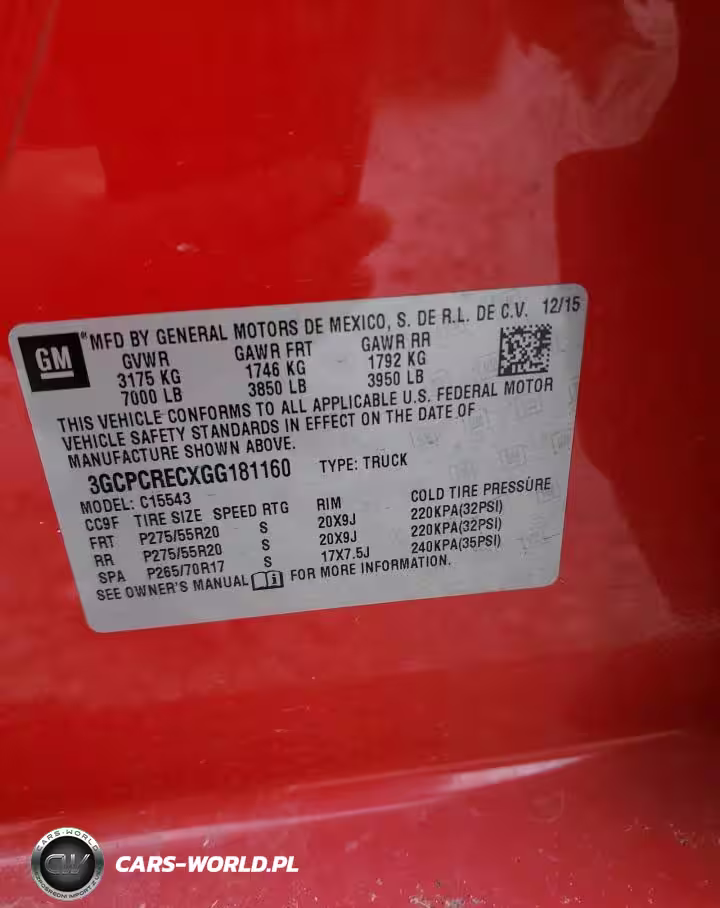 GM
"MFD BY GENERAL MOTORS DE MEXICO, S. DE R.L. DE C.V. 12/15
GVWR GAWR FRT GAWR RR
3175 KG 1746 KG 1792 KG
7000 LB 3850 LB 3950 LB
THIS VEHICLE CONFORMS TO ALL APPLICABLE U.S. FEDERAL MOTOR
VEHICLE SAFETY STANDARDS IN EFFECT ON THE DATE OF
MANUFACTURE SHOWN ABOVE.
3GCPCRECXGG181160 TYPE: TRUCK
MODEL: C15543
CC9F TIRE SIZE SPEED RTG RIM COLD TIRE PRESSURE
FRT P275/55R20 S 20X9J 220KPA(32PSI)
RR P275/55R20 S 20X9J 220KPA(32PSI)
SPA P265/70R17 S 17X7.5J 240KPA(35PSI)
SEE OWNER'S MANUAL FOR MORE INFORMATION.
CARS-WORLD
CW
CARS-WORLD.PL